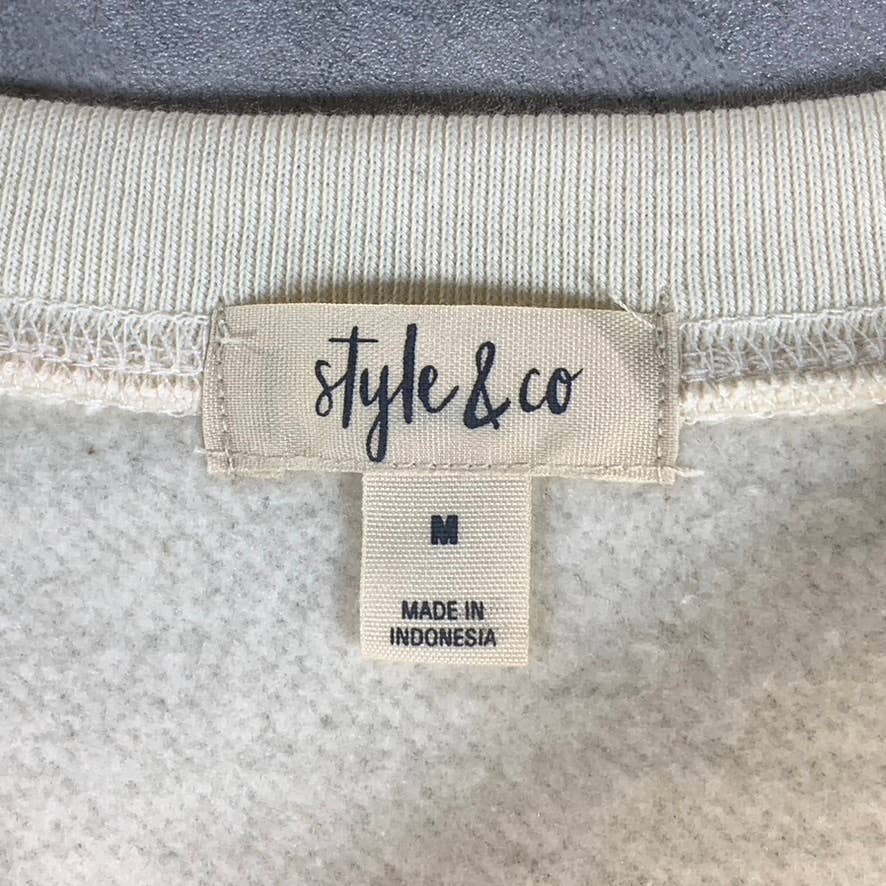 style & co
M
MADE IN
INDONESIA